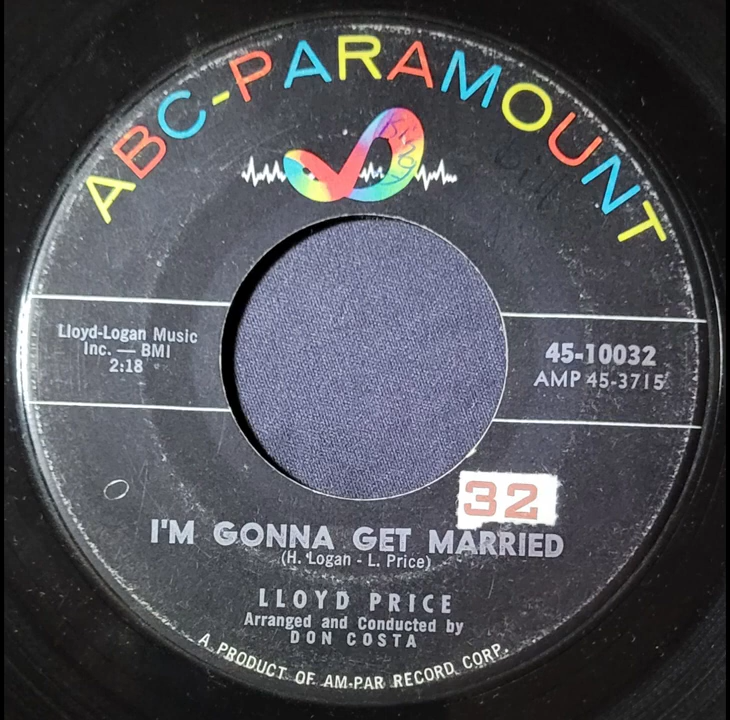 ABC-PARAMOUNT
Lloyd-Logan Music
Inc. — BMI
2:18
45-10032
AMP 45-3715
32
I'M GONNA GET MARRIED
(H. Logan - L. Price)
LLOYD PRICE
Arranged and Conducted by
DON COSTA
A PRODUCT OF AM-PAR RECORD CORP.